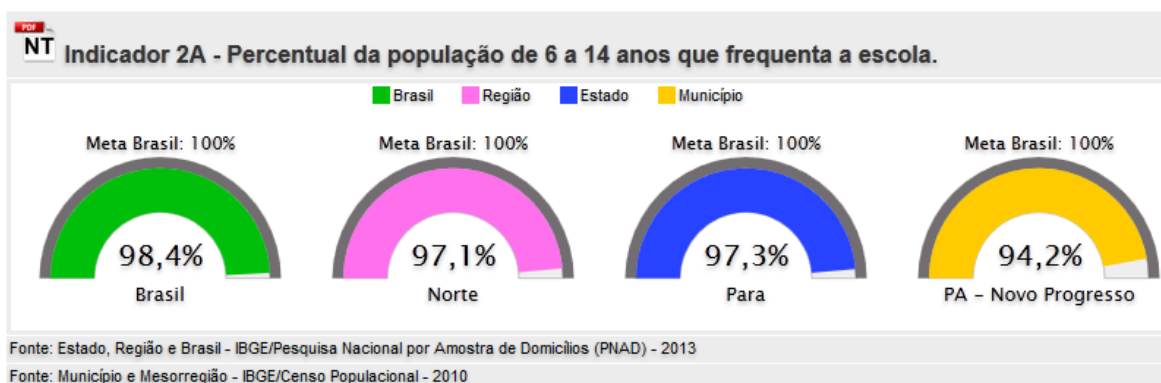 PDF
NT
Indicador 2A - Percentual da população de 6 a 14 anos que frequenta a escola.
Brasil Região Estado Município
Meta Brasil: 100% Meta Brasil: 100% Meta Brasil: 100% Meta Brasil: 100%
98,4% 97,1% 97,3% 94,2%
Brasil Norte Para PA – Novo Progresso
Fonte: Estado, Região e Brasil - IBGE/Pesquisa Nacional por Amostra de Domicílios (PNAD) - 2013
Fonte: Município e Mesorregião - IBGE/Censo Populacional - 2010